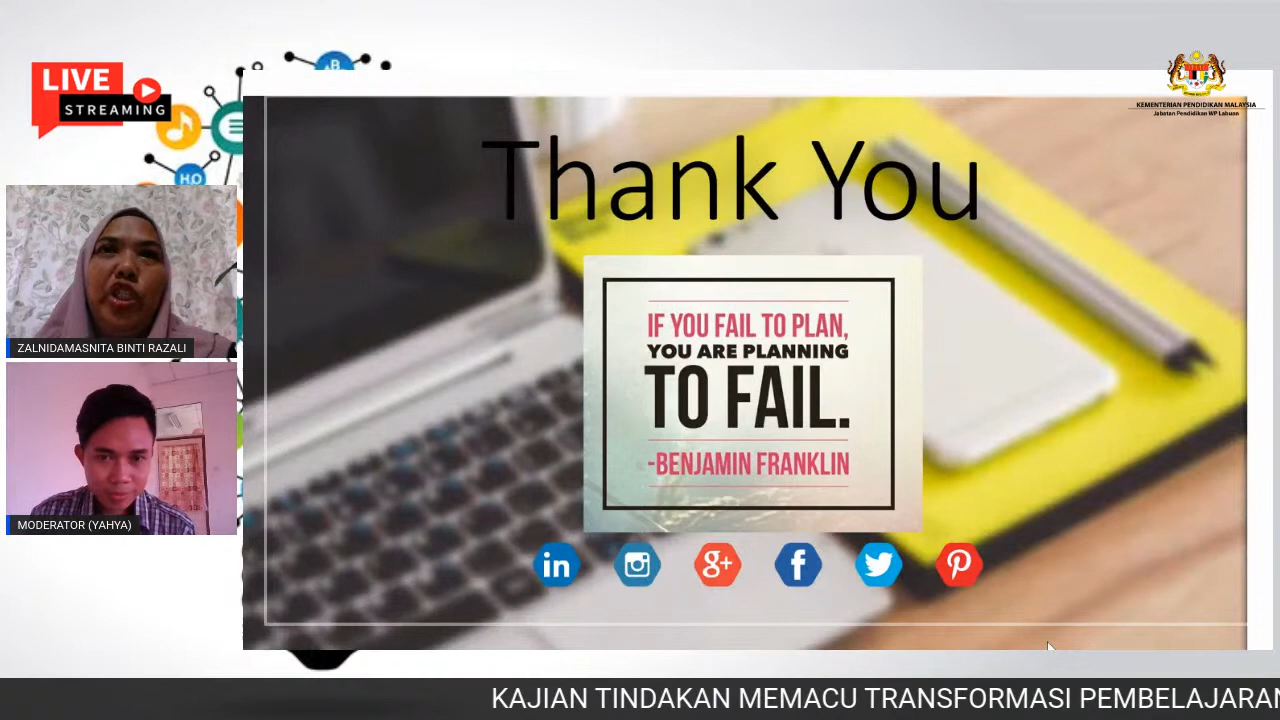 LIVE
STREAMING
B
H₂O
KEMENTERIAN PENDIDIKAN MALAYSIA
Jabatan Pendidikan WP Labuan
Thank You
IF YOU FAIL TO PLAN,
YOU ARE PLANNING
TO FAIL.
-BENJAMIN FRANKLIN
in
g+
f
ZALNIDAMASNITA BINTI RAZALI
MODERATOR (YAHYA)
KAJIAN TINDAKAN MEMACU TRANSFORMASI PEMBELAJARAN